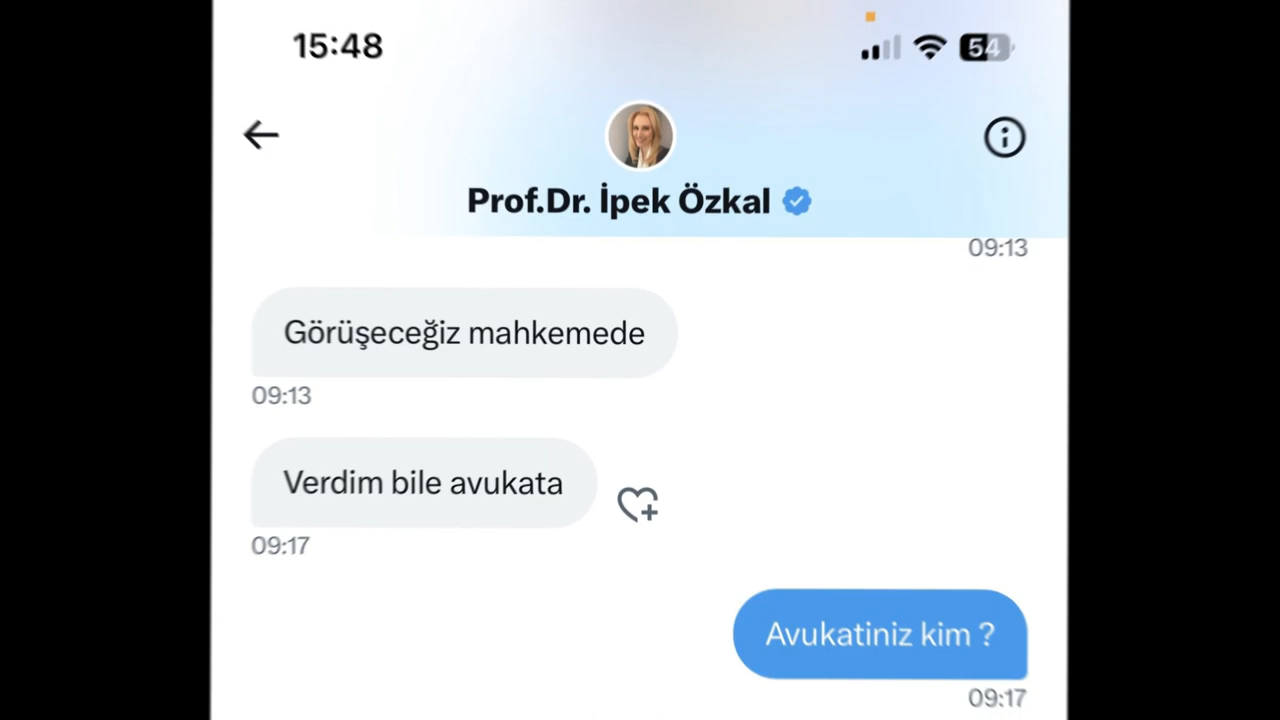 15:48
54
Prof.Dr. İpek Özkal
09:13
Görüşeceğiz mahkemede
09:13
Verdim bile avukata
09:17
Avukatiniz kim ?
09:17